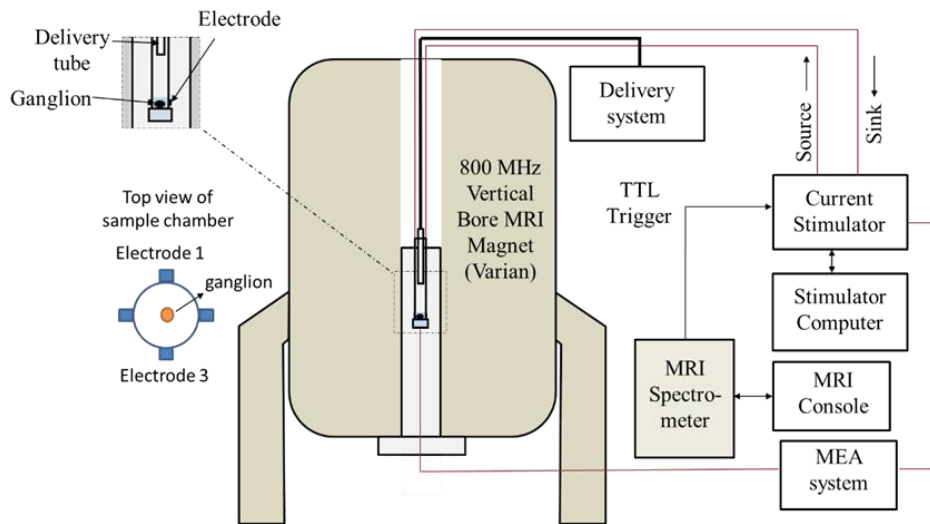 Delivery
tube
Electrode
Ganglion
Top view of
sample chamber
Electrode 1
ganglion
Electrode 3
800 MHz
Vertical
Bore MRI
Magnet
(Varian)
Delivery
system
Source
Sink
TTL
Trigger
Current
Stimulator
Stimulator
Computer
MRI
Spectro-
meter
MRI
Console
MEA
system